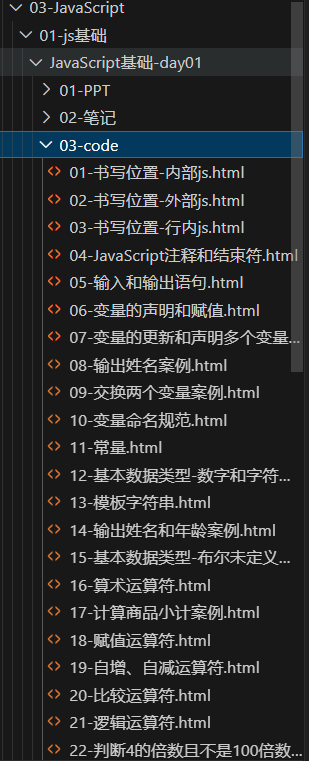 03-JavaScript
01-js基础
JavaScript基础-day01
01-PPT
02-笔记
03-code
01-书写位置-内部js.html
02-书写位置-外部js.html
03-书写位置-行内js.html
04-JavaScript注释和结束符.html
05-输入和输出语句.html
06-变量的声明和赋值.html
07-变量的更新和声明多个变量...
08-输出姓名案例.html
09-交换两个变量案例.html
10-变量命名规范.html
11-常量.html
12-基本数据类型-数字和字符...
13-模板字符串.html
14-输出姓名和年龄案例.html
15-基本数据类型-布尔未定义...
16-算术运算符.html
17-计算商品小计案例.html
18-赋值运算符.html
19-自增、自减运算符.html
20-比较运算符.html
21-逻辑运算符.html
22-判断4的倍数且不是100倍数...